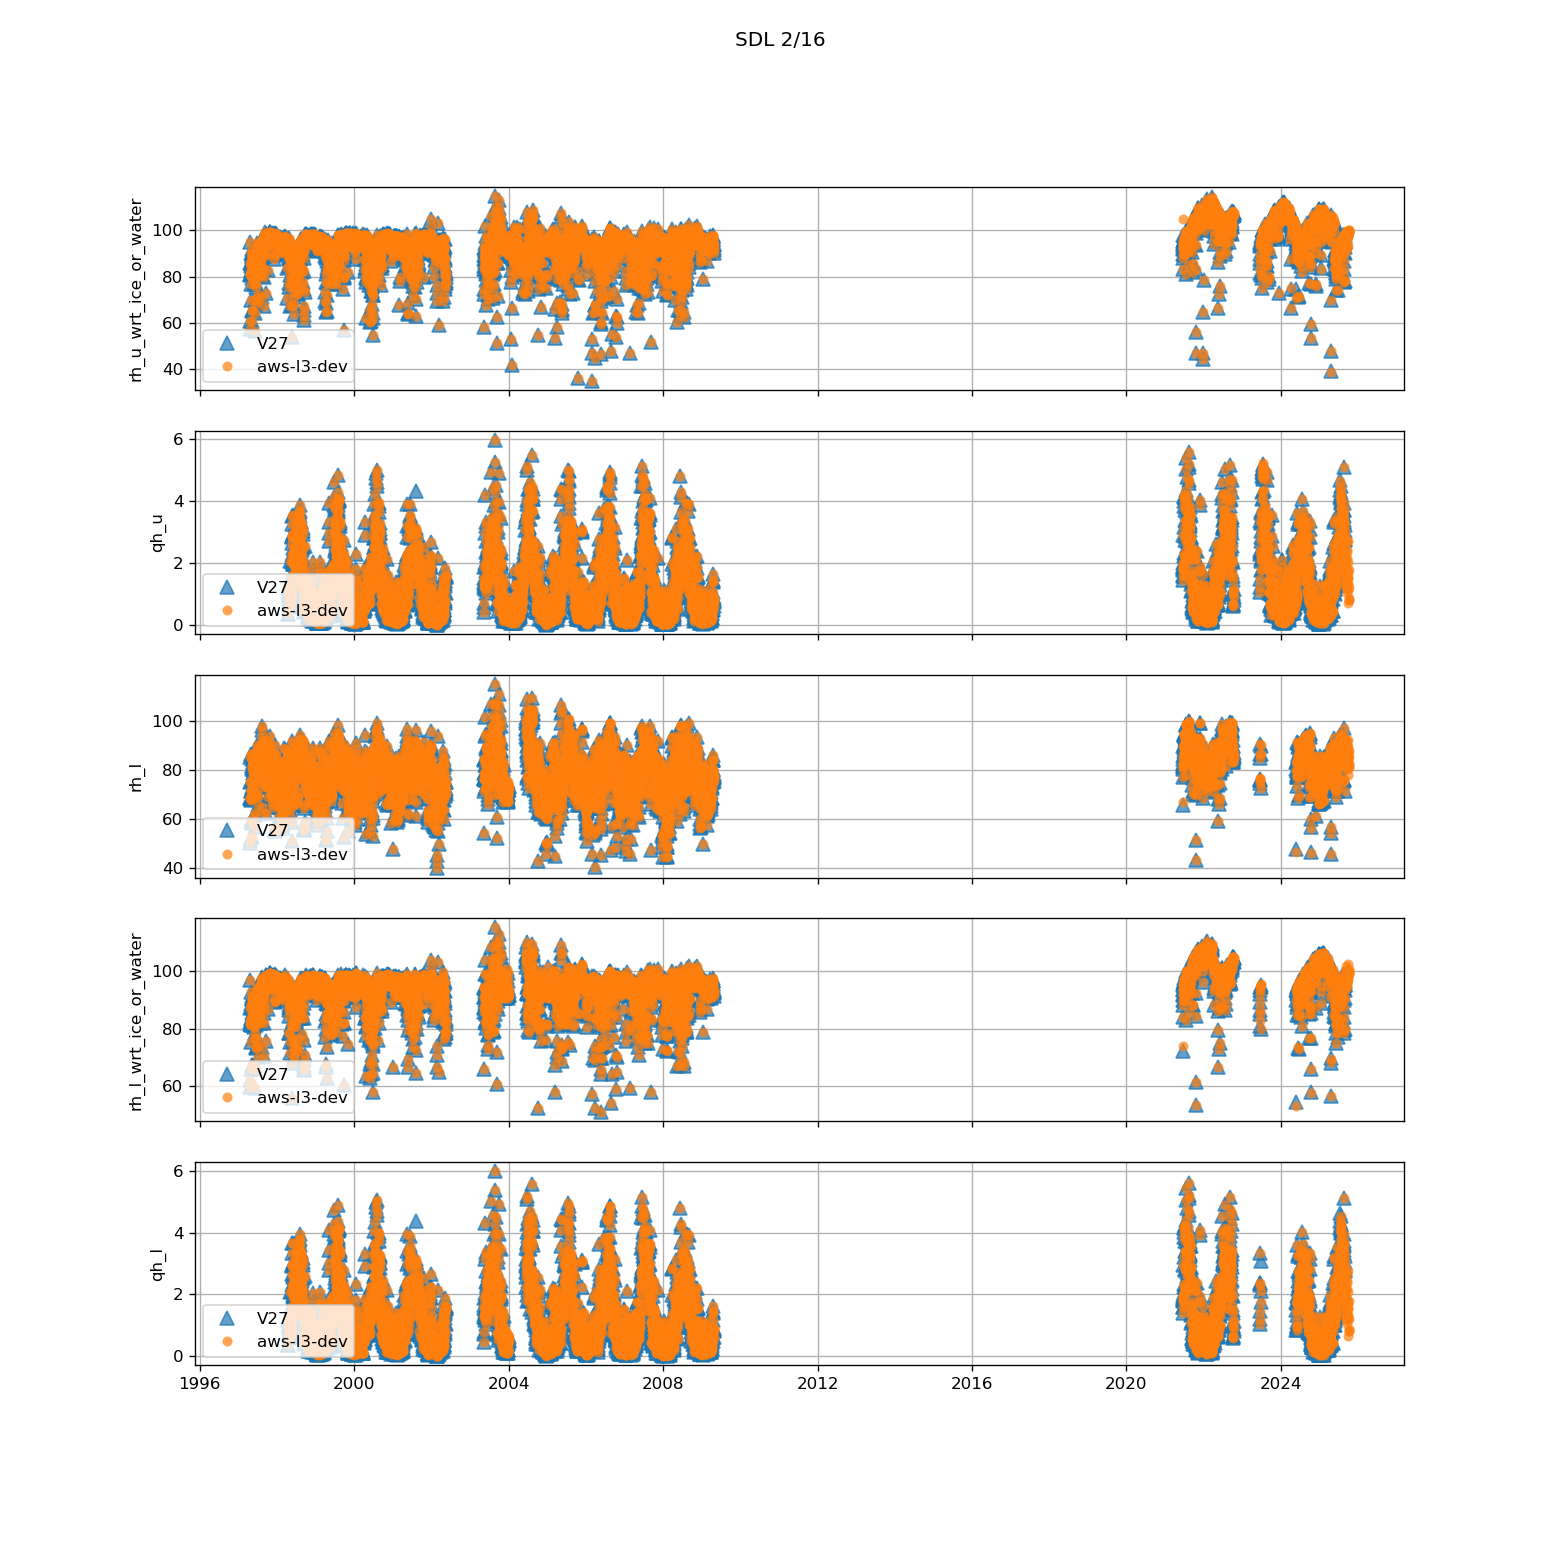 SDL 2/16
rh_u_wrt_ice_or_water
100
80
60
40
V27
aws-l3-dev
qh_u
6
4
2
0
V27
aws-l3-dev
rh_l
100
80
60
40
V27
aws-l3-dev
rh_l_wrt_ice_or_water
100
80
60
V27
aws-l3-dev
qh_l
6
4
2
0
V27
aws-l3-dev
1996 2000 2004 2008 2012 2016 2020 2024